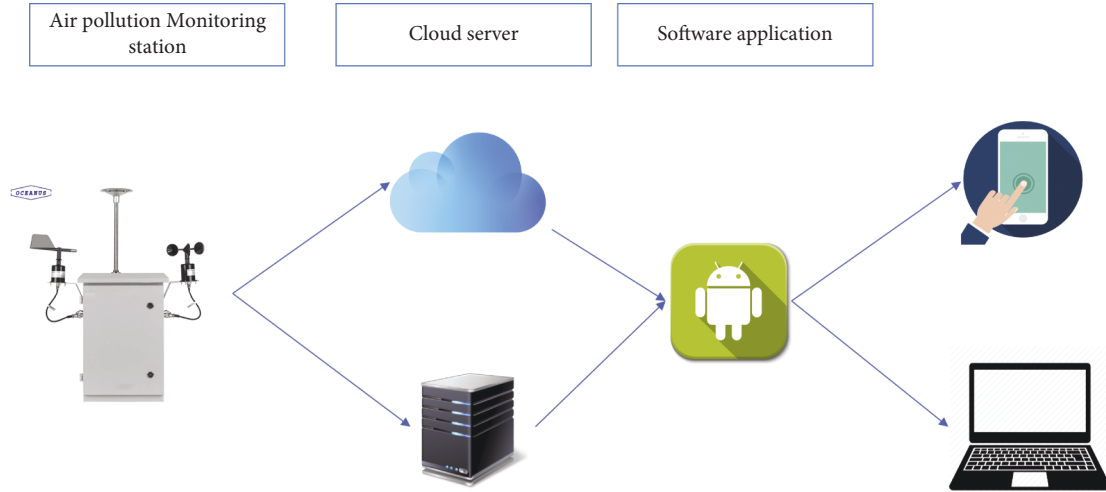 Air pollution Monitoring
station
Cloud server
Software application
OCEANUS